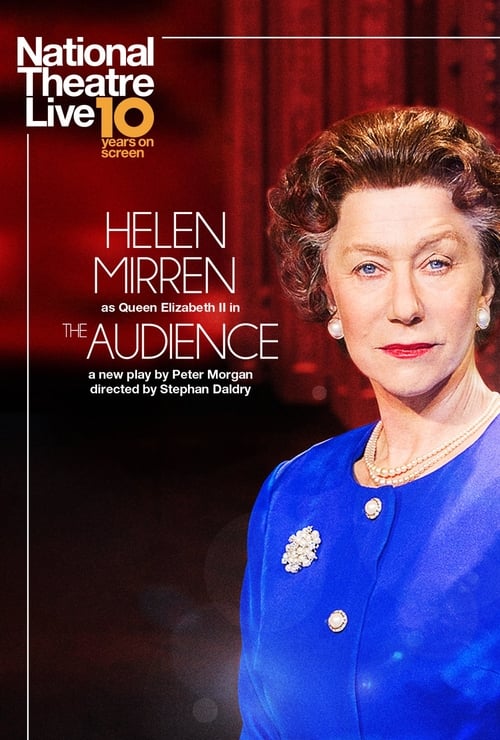 National
Theatre
Live 10
years on
screen
HELEN
MIRREN
as Queen Elizabeth II in
THE AUDIENCE
a new play by Peter Morgan
directed by Stephan Daldry